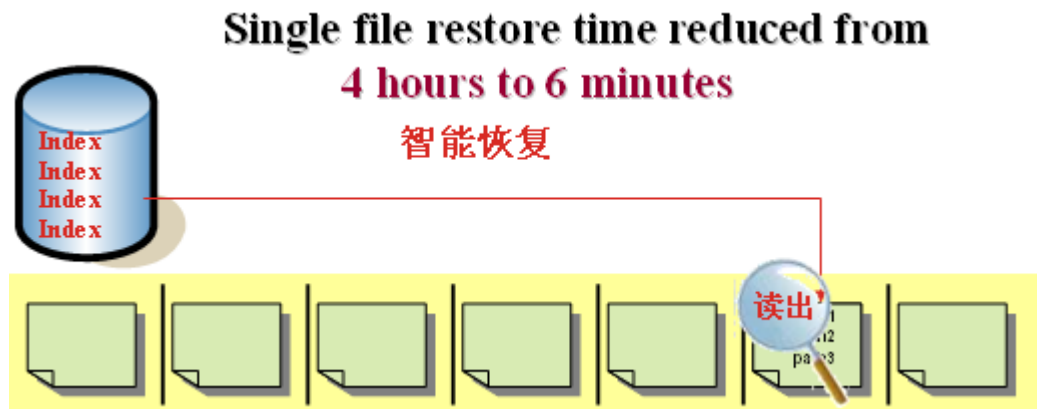 Single file restore time reduced from
4 hours to 6 minutes
智能恢复
Index
Index
Index
Index
读出